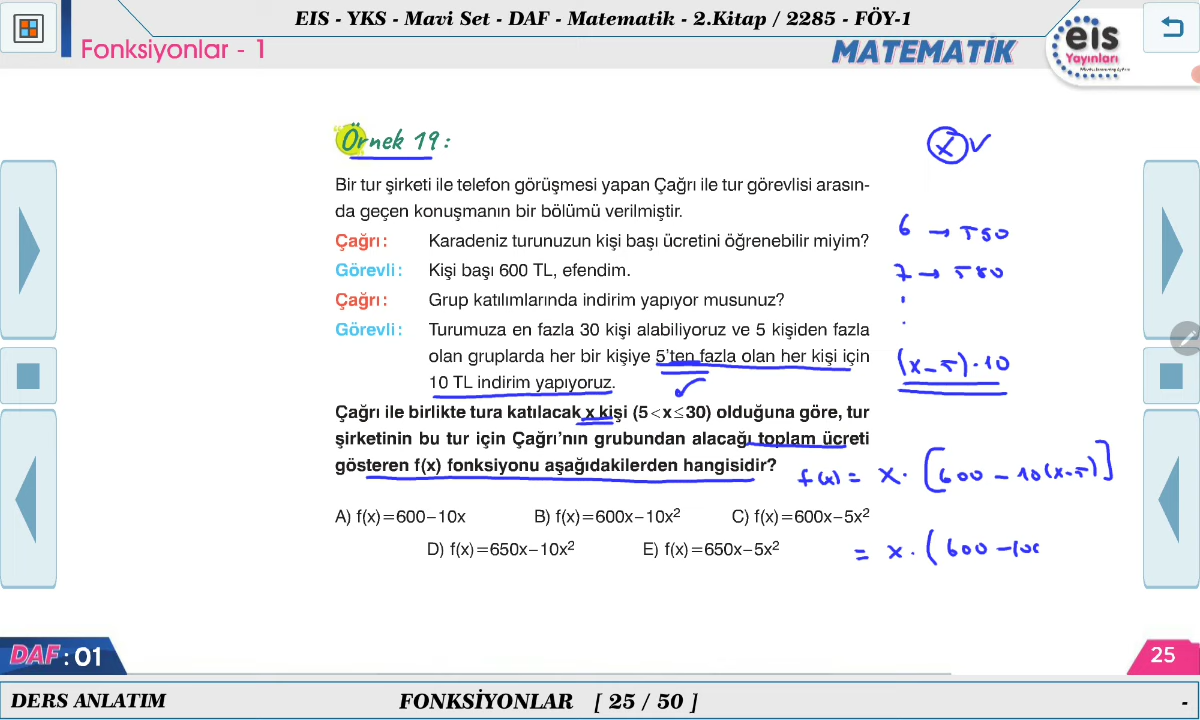 EIS - YKS - Mavi Set - DAF - Matematik - 2.Kitap / 2285 - FÖY-1
Fonksiyonlar - 1
MATEMATİK
eis
Yayınları
Örnek 19:
Bir tur şirketi ile telefon görüşmesi yapan Çağrı ile tur görevlisi arasın-
da geçen konuşmanın bir bölümü verilmiştir.
Çağrı: Karadeniz turunuzun kişi başı ücretini öğrenebilir miyim?
Görevli: Kişi başı 600 TL, efendim.
Çağrı: Grup katılımlarında indirim yapıyor musunuz?
Görevli: Turumuza en fazla 30 kişi alabiliyoruz ve 5 kişiden fazla
olan gruplarda her bir kişiye 5'ten fazla olan her kişi için
10 TL indirim yapıyoruz.
Çağrı ile birlikte tura katılacak x kişi (5<x≤30) olduğuna göre, tur
şirketinin bu tur için Çağrı'nın grubundan alacağı toplam ücreti
gösteren f(x) fonksiyonu aşağıdakilerden hangisidir?
A) f(x)=600−10x B) f(x)=600x−10x² C) f(x)=600x−5x²
D) f(x)=650x−10x² E) f(x)=650x−5x²
x
6 → 550
7 → 580
(x-5)·10
f(x) = x·[600 - 10(x-5)]
= x·(600 -10
DAF : 01
25
DERS ANLATIM
FONKSİYONLAR [ 25 / 50 ]
-